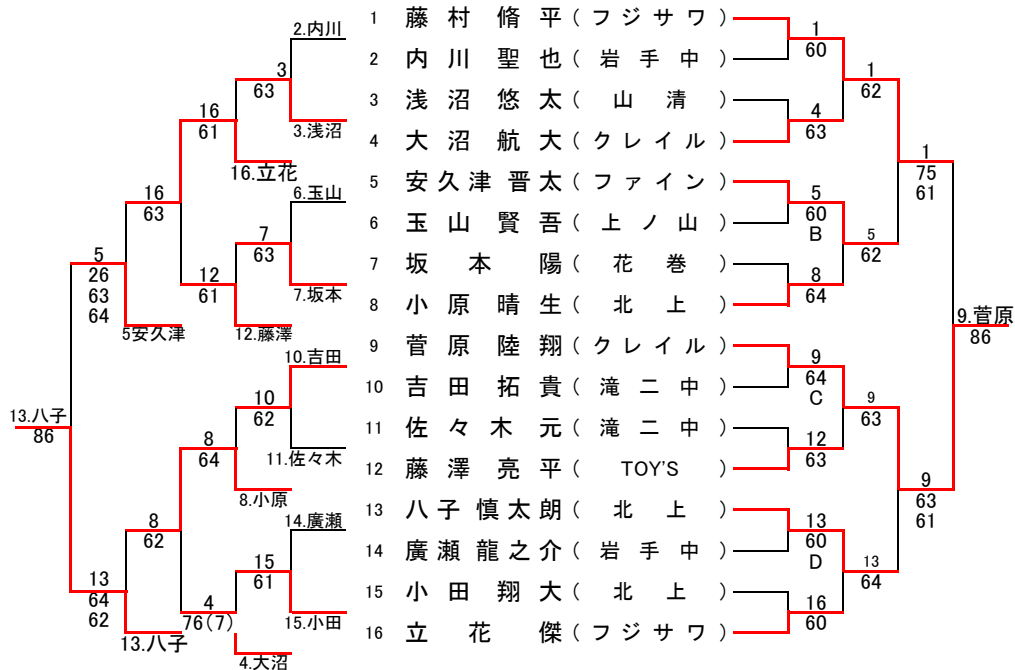 1 藤村脩平（フジサワ）
2 内川聖也（岩手中）
3 浅沼悠太（山清）
4 大沼航大（クレイル）
5 安久津晋太（ファイン）
6 玉山賢吾（上ノ山）
7 坂本陽（花巻）
8 小原晴生（北上）
9 菅原陸翔（クレイル）
10 吉田拓貴（滝二中）
11 佐々木元（滝二中）
12 藤澤亮平（TOY'S）
13 八子慎太朗（北上）
14 廣瀬龍之介（岩手中）
15 小田翔大（北上）
16 立花傑（フジサワ）
2.内川
3
63
3.浅沼
16
61
16.立花
6.玉山
16
63
7
63
7.坂本
12
61
12.藤澤
5
26
63
64
5安久津
10.吉田
10
62
11.佐々木
8
64
8.小原
13.八子
86
14.廣瀬
8
62
15
61
15.小田
4
76(7)
4.大沼
13
64
62
13.八子
1
60
4
63
1
62
5
60
B
8
64
5
62
1
75
61
9
64
C
12
63
9
63
13
60
D
16
60
13
64
9
63
61
9.菅原
86